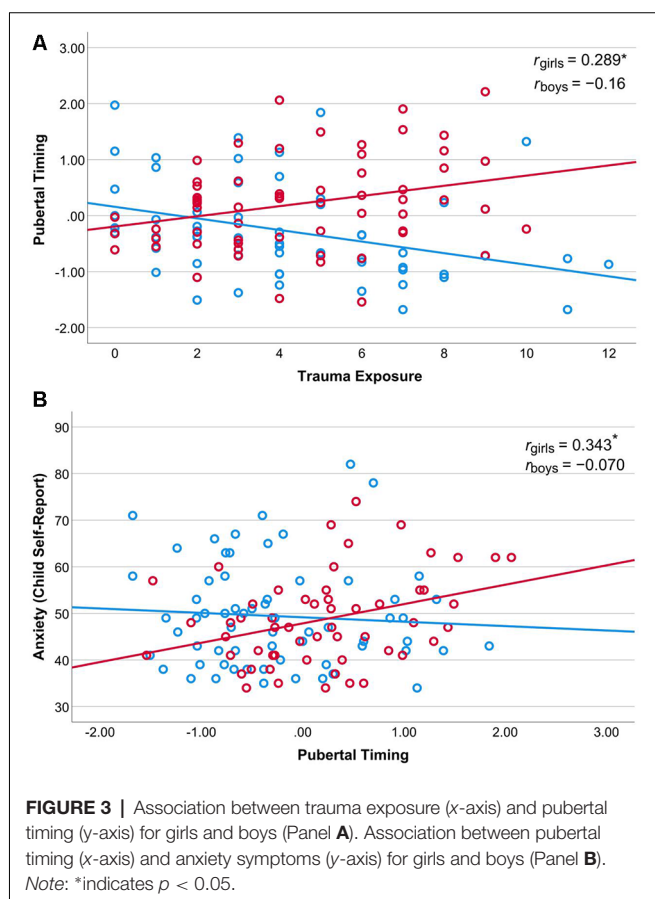 A
3.00
2.00
1.00
.00
-1.00
-2.00
Pubertal Timing
r girls = 0.289*
r boys = −0.16
0 2 4 6 8 10 12
Trauma Exposure
B
90
80
70
60
50
40
30
Anxiety (Child Self-Report)
r girls = 0.343*
r boys = −0.070
-2.00 -1.00 .00 1.00 2.00 3.00
Pubertal Timing
FIGURE 3 | Association between trauma exposure (x-axis) and pubertal
timing (y-axis) for girls and boys (Panel A). Association between pubertal
timing (x-axis) and anxiety symptoms (y-axis) for girls and boys (Panel B).
Note: *indicates p < 0.05.